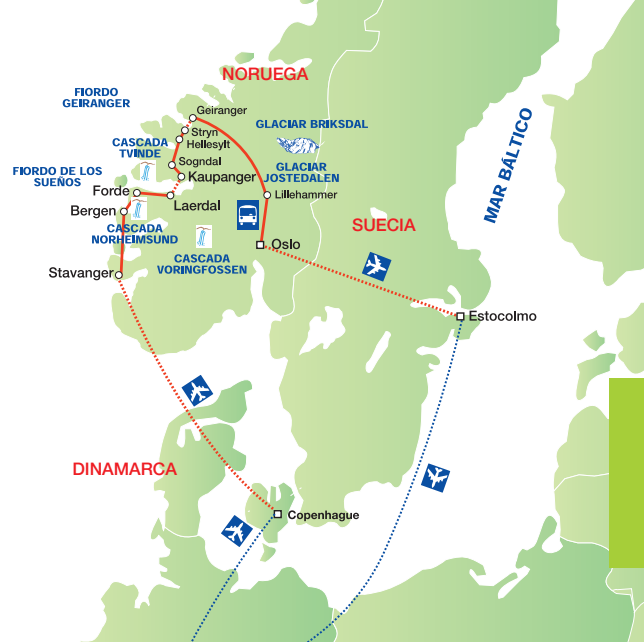 NORUEGA
FIORDO
GEIRANGER
Geiranger
GLACIAR BRIKSDAL
Stryn
Hellesylt
CASCADA
TVINDE
Sogndal
GLACIAR
JOSTEDALEN
FIORDO DE LOS
SUEÑOS
Kaupanger
Forde
Laerdal
Lillehammer
Bergen
CASCADA
NORHEIMSUND
CASCADA
VORINGFOSSEN
Oslo
SUECIA
MAR BÁLTICO
Stavanger
Estocolmo
DINAMARCA
Copenhague